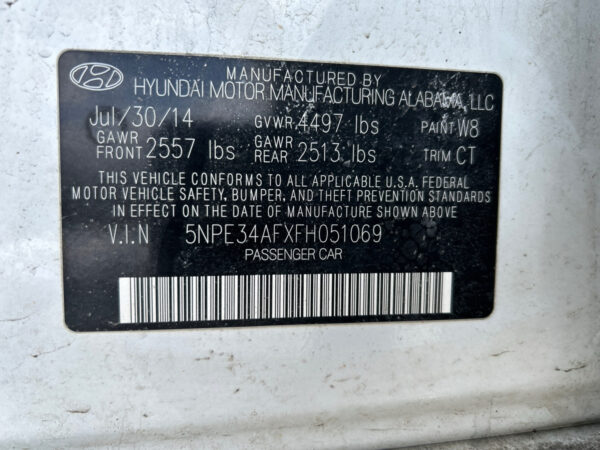 MANUFACTURED BY
HYUNDAI MOTOR MANUFACTURING ALABAMA, LLC
Jul/30/14 GVWR 4497 lbs PAINT W8
GAWR FRONT 2557 lbs GAWR REAR 2513 lbs TRIM CT
THIS VEHICLE CONFORMS TO ALL APPLICABLE U.S.A. FEDERAL
MOTOR VEHICLE SAFETY, BUMPER, AND THEFT PREVENTION STANDARDS
IN EFFECT ON THE DATE OF MANUFACTURE SHOWN ABOVE
V.I.N 5NPE34AFXFH051069
PASSENGER CAR